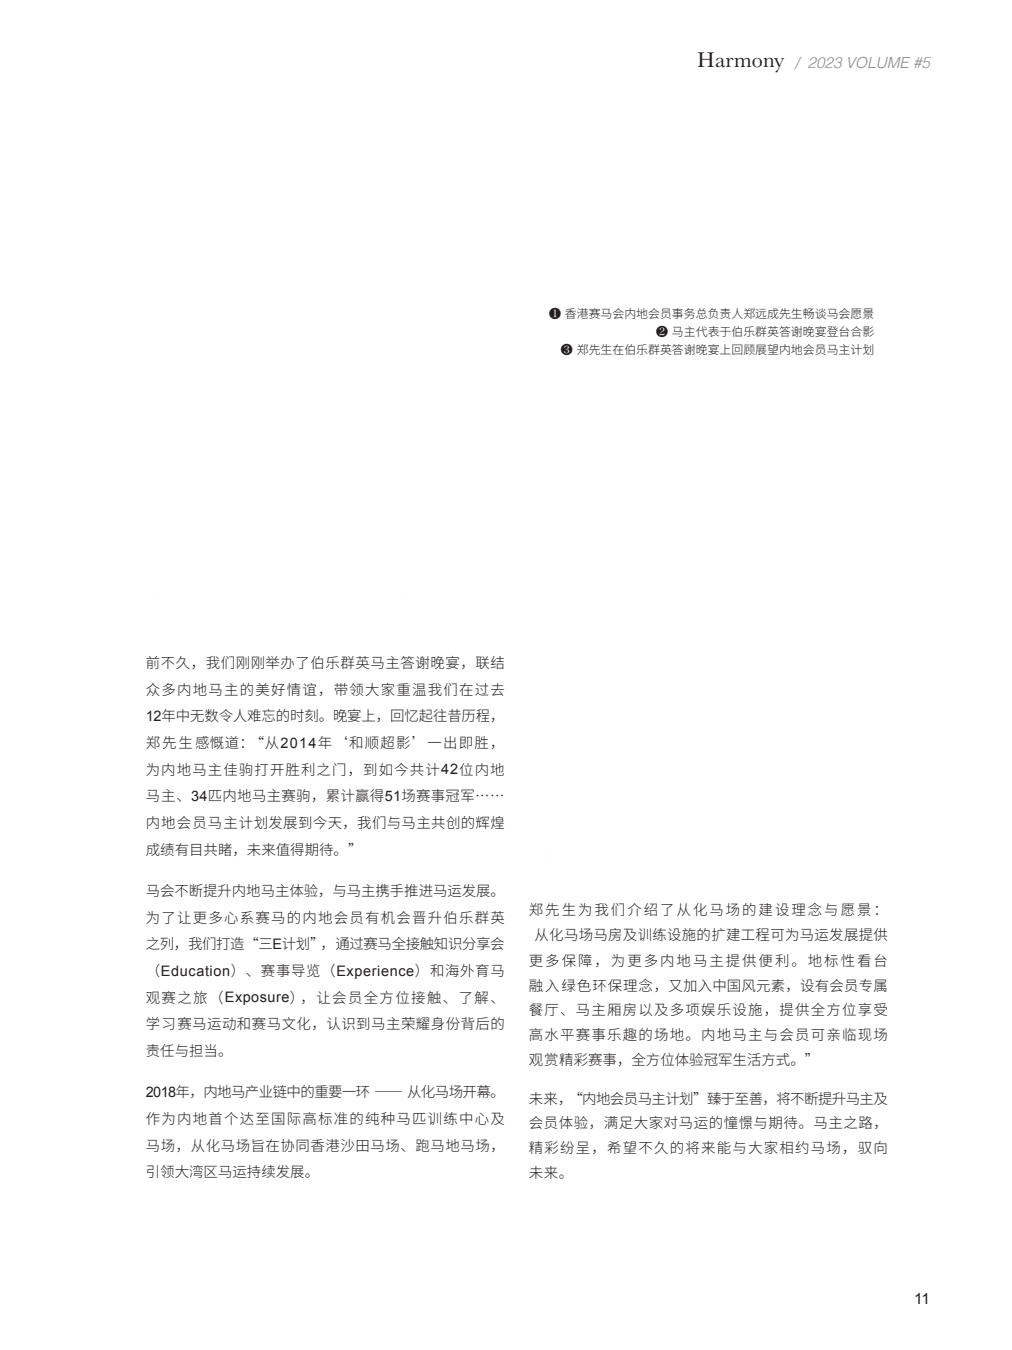 Harmony / 2023 VOLUME #5
❶ 香港赛马会内地会员事务总负责人郑远成先生畅谈马会愿景
❷ 马主代表于伯乐群英答谢晚宴登台合影
❸ 郑先生在伯乐群英答谢晚宴上回顾展望内地会员马主计划
前不久，我们刚刚举办了伯乐群英马主答谢晚宴，联结
众多内地马主的美好情谊，带领大家重温我们在过去
12年中无数令人难忘的时刻。晚宴上，回忆起往昔历程，
郑先生感慨道：“从2014年‘和顺超影’一出即胜，
为内地马主佳驹打开胜利之门，到如今共计42位内地
马主、34匹内地马主赛驹，累计赢得51场赛事冠军……
内地会员马主计划发展到今天，我们与马主共创的辉煌
成绩有目共睹，未来值得期待。”
马会不断提升内地马主体验，与马主携手推进马运发展。
为了让更多心系赛马的内地会员有机会晋升伯乐群英
之列，我们打造“三E计划”，通过赛马全接触知识分享会
（Education）、赛事导览（Experience）和海外育马
观赛之旅（Exposure），让会员全方位接触、了解、
学习赛马运动和赛马文化，认识到马主荣耀身份背后的
责任与担当。
2018年，内地马产业链中的重要一环 —— 从化马场开幕。
作为内地首个达至国际高标准的纯种马匹训练中心及
马场，从化马场旨在协同香港沙田马场、跑马地马场，
引领大湾区马运持续发展。
郑先生为我们介绍了从化马场的建设理念与愿景：
从化马场马房及训练设施的扩建工程可为马运发展提供
更多保障，为更多内地马主提供便利。地标性看台
融入绿色环保理念，又加入中国风元素，设有会员专属
餐厅、马主厢房以及多项娱乐设施，提供全方位享受
高水平赛事乐趣的场地。内地马主与会员可亲临现场
观赏精彩赛事，全方位体验冠军生活方式。”
未来，“内地会员马主计划”臻于至善，将不断提升马主及
会员体验，满足大家对马运的憧憬与期待。马主之路，
精彩纷呈，希望不久的将来能与大家相约马场，驭向
未来。
11